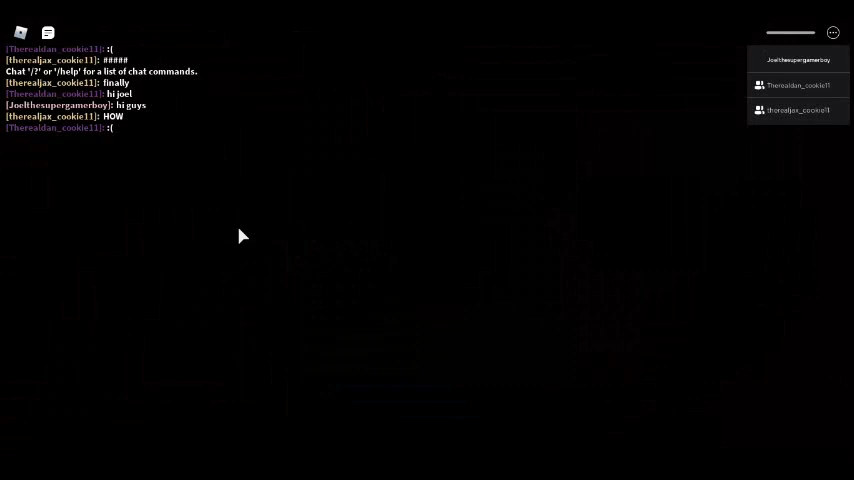 [Therealdan_cookie11]: :(
[therealjax_cookie11]: #####
Chat '/?' or '/help' for a list of chat commands.
[therealjax_cookie11]: finally
[Therealdan_cookie11]: hi joel
[Joelthesupergamerboy]: hi guys
[therealjax_cookie11]: HOW
[Therealdan_cookie11]: :(
Joelthesupergamerboy
Therealdan_cookie11
therealjax_cookie11